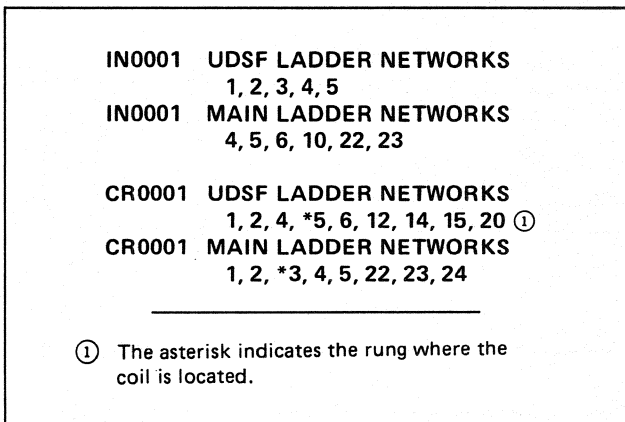 IN0001 UDSF LADDER NETWORKS
1, 2, 3, 4, 5
IN0001 MAIN LADDER NETWORKS
4, 5, 6, 10, 22, 23
CR0001 UDSF LADDER NETWORKS
1, 2, 4, *5, 6, 12, 14, 15, 20 ①
CR0001 MAIN LADDER NETWORKS
1, 2, *3, 4, 5, 22, 23, 24
① The asterisk indicates the rung where the
coil is located.